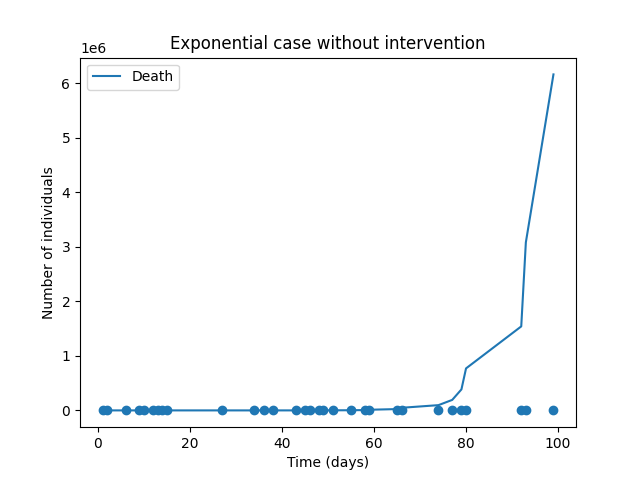 Exponential case without intervention
1e6
Death
6
5
4
3
2
1
0
Number of individuals
0 20 40 60 80 100
Time (days)